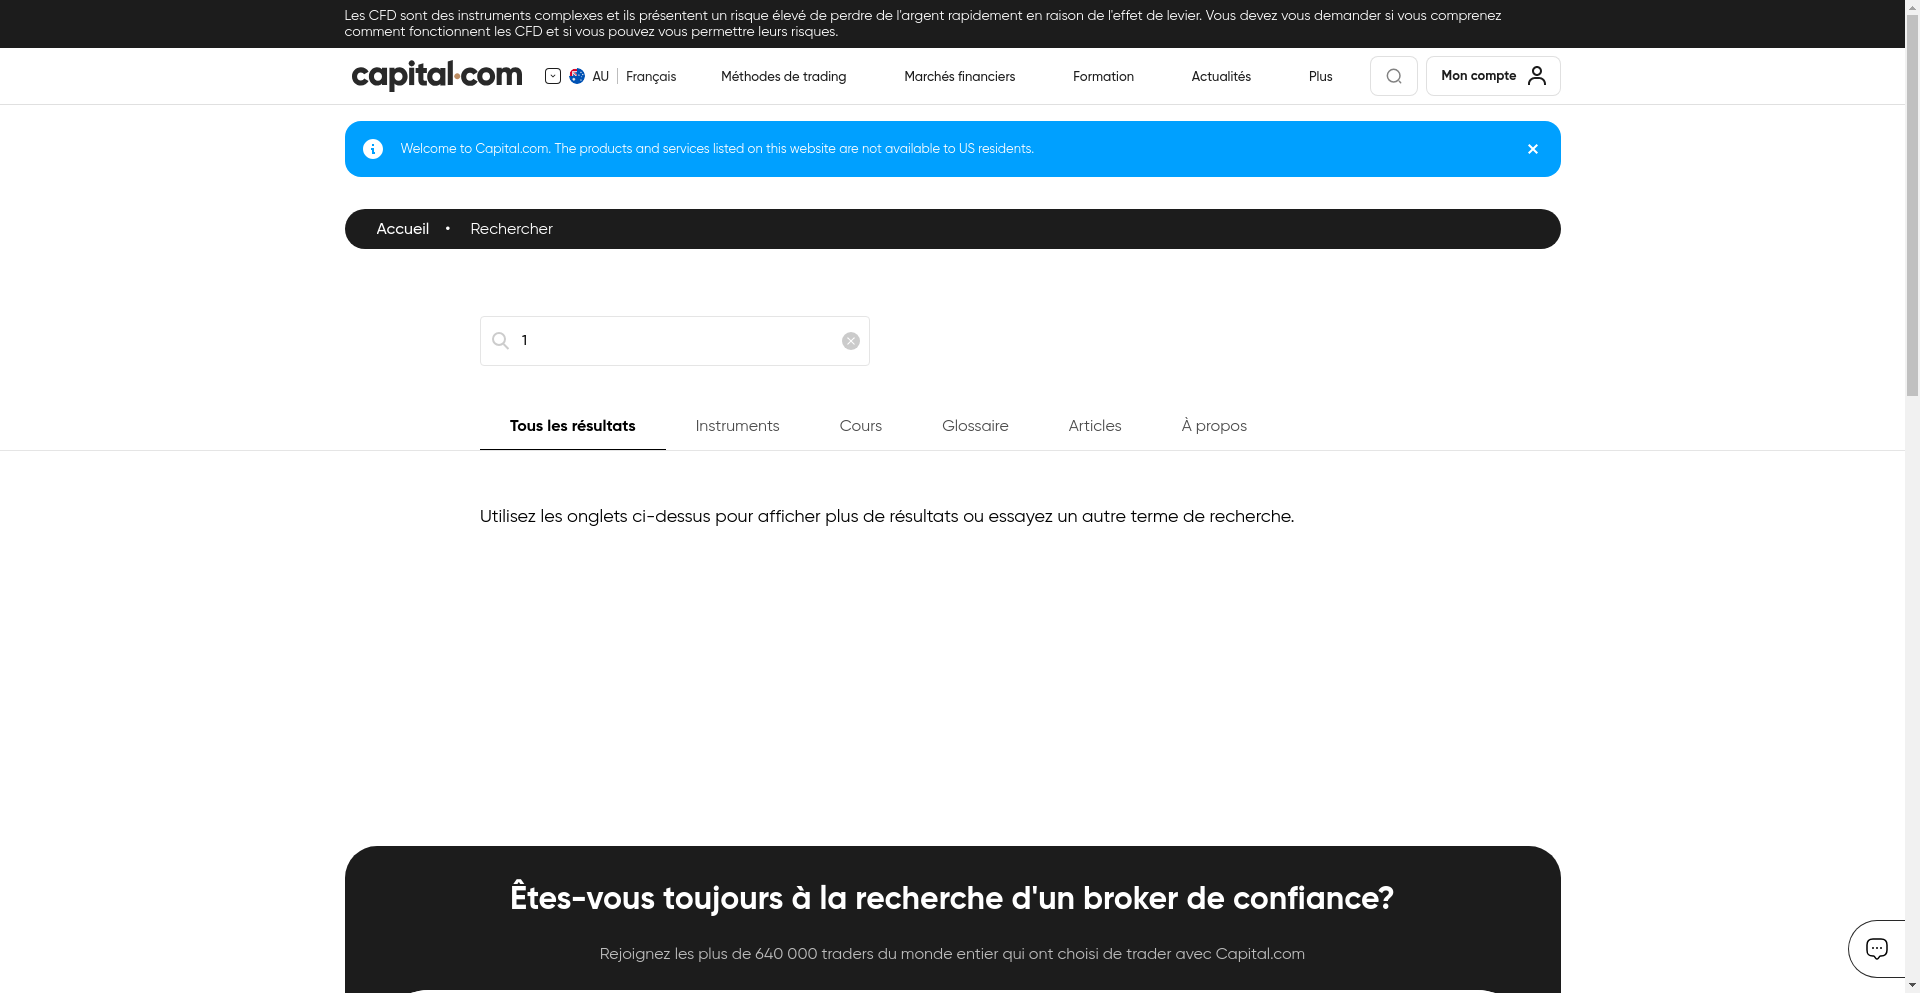 Les CFD sont des instruments complexes et ils présentent un risque élevé de perdre de l'argent rapidement en raison de l'effet de levier. Vous devez vous demander si vous comprenez
comment fonctionnent les CFD et si vous pouvez vous permettre leurs risques.
capital.com AU Français Méthodes de trading Marchés financiers Formation Actualités Plus Mon compte
Welcome to Capital.com. The products and services listed on this website are not available to US residents.
Accueil • Rechercher
1
Tous les résultats Instruments Cours Glossaire Articles À propos
Utilisez les onglets ci-dessus pour afficher plus de résultats ou essayez un autre terme de recherche.
Êtes-vous toujours à la recherche d'un broker de confiance?
Rejoignez les plus de 640 000 traders du monde entier qui ont choisi de trader avec Capital.com